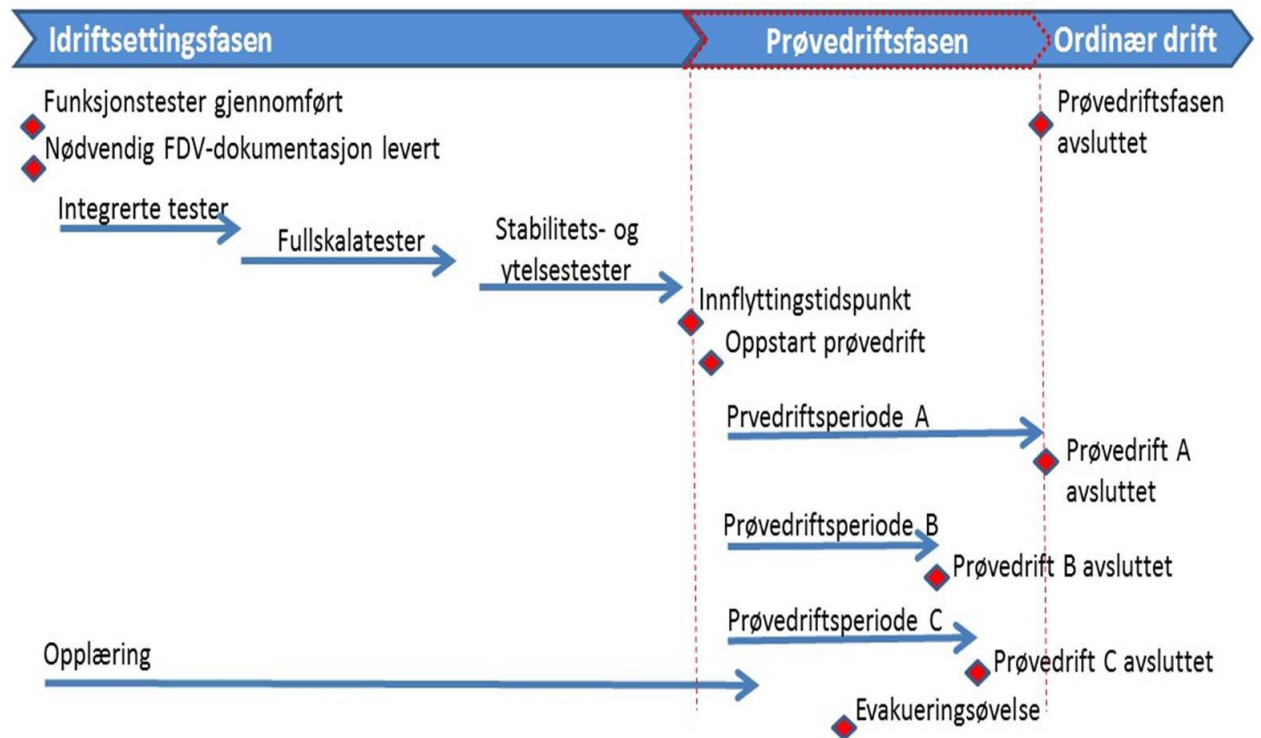 Idriftsettingsfasen
Prøvedriftsfasen
Ordinær drift
Funksjonstester gjennomført
Nødvendig FDV-dokumentasjon levert
Prøvedriftsfasen
avsluttet
Integrerte tester
Fullskalatester
Stabilitets- og
ytelsestester
Innflyttingstidspunkt
Oppstart prøvedrift
Prvedriftsperiode A
Prøvedrift A
avsluttet
Prøvedriftsperiode B
Prøvedrift B avsluttet
Prøvedriftsperiode C
Prøvedrift C avsluttet
Opplæring
Evakueringsøvelse